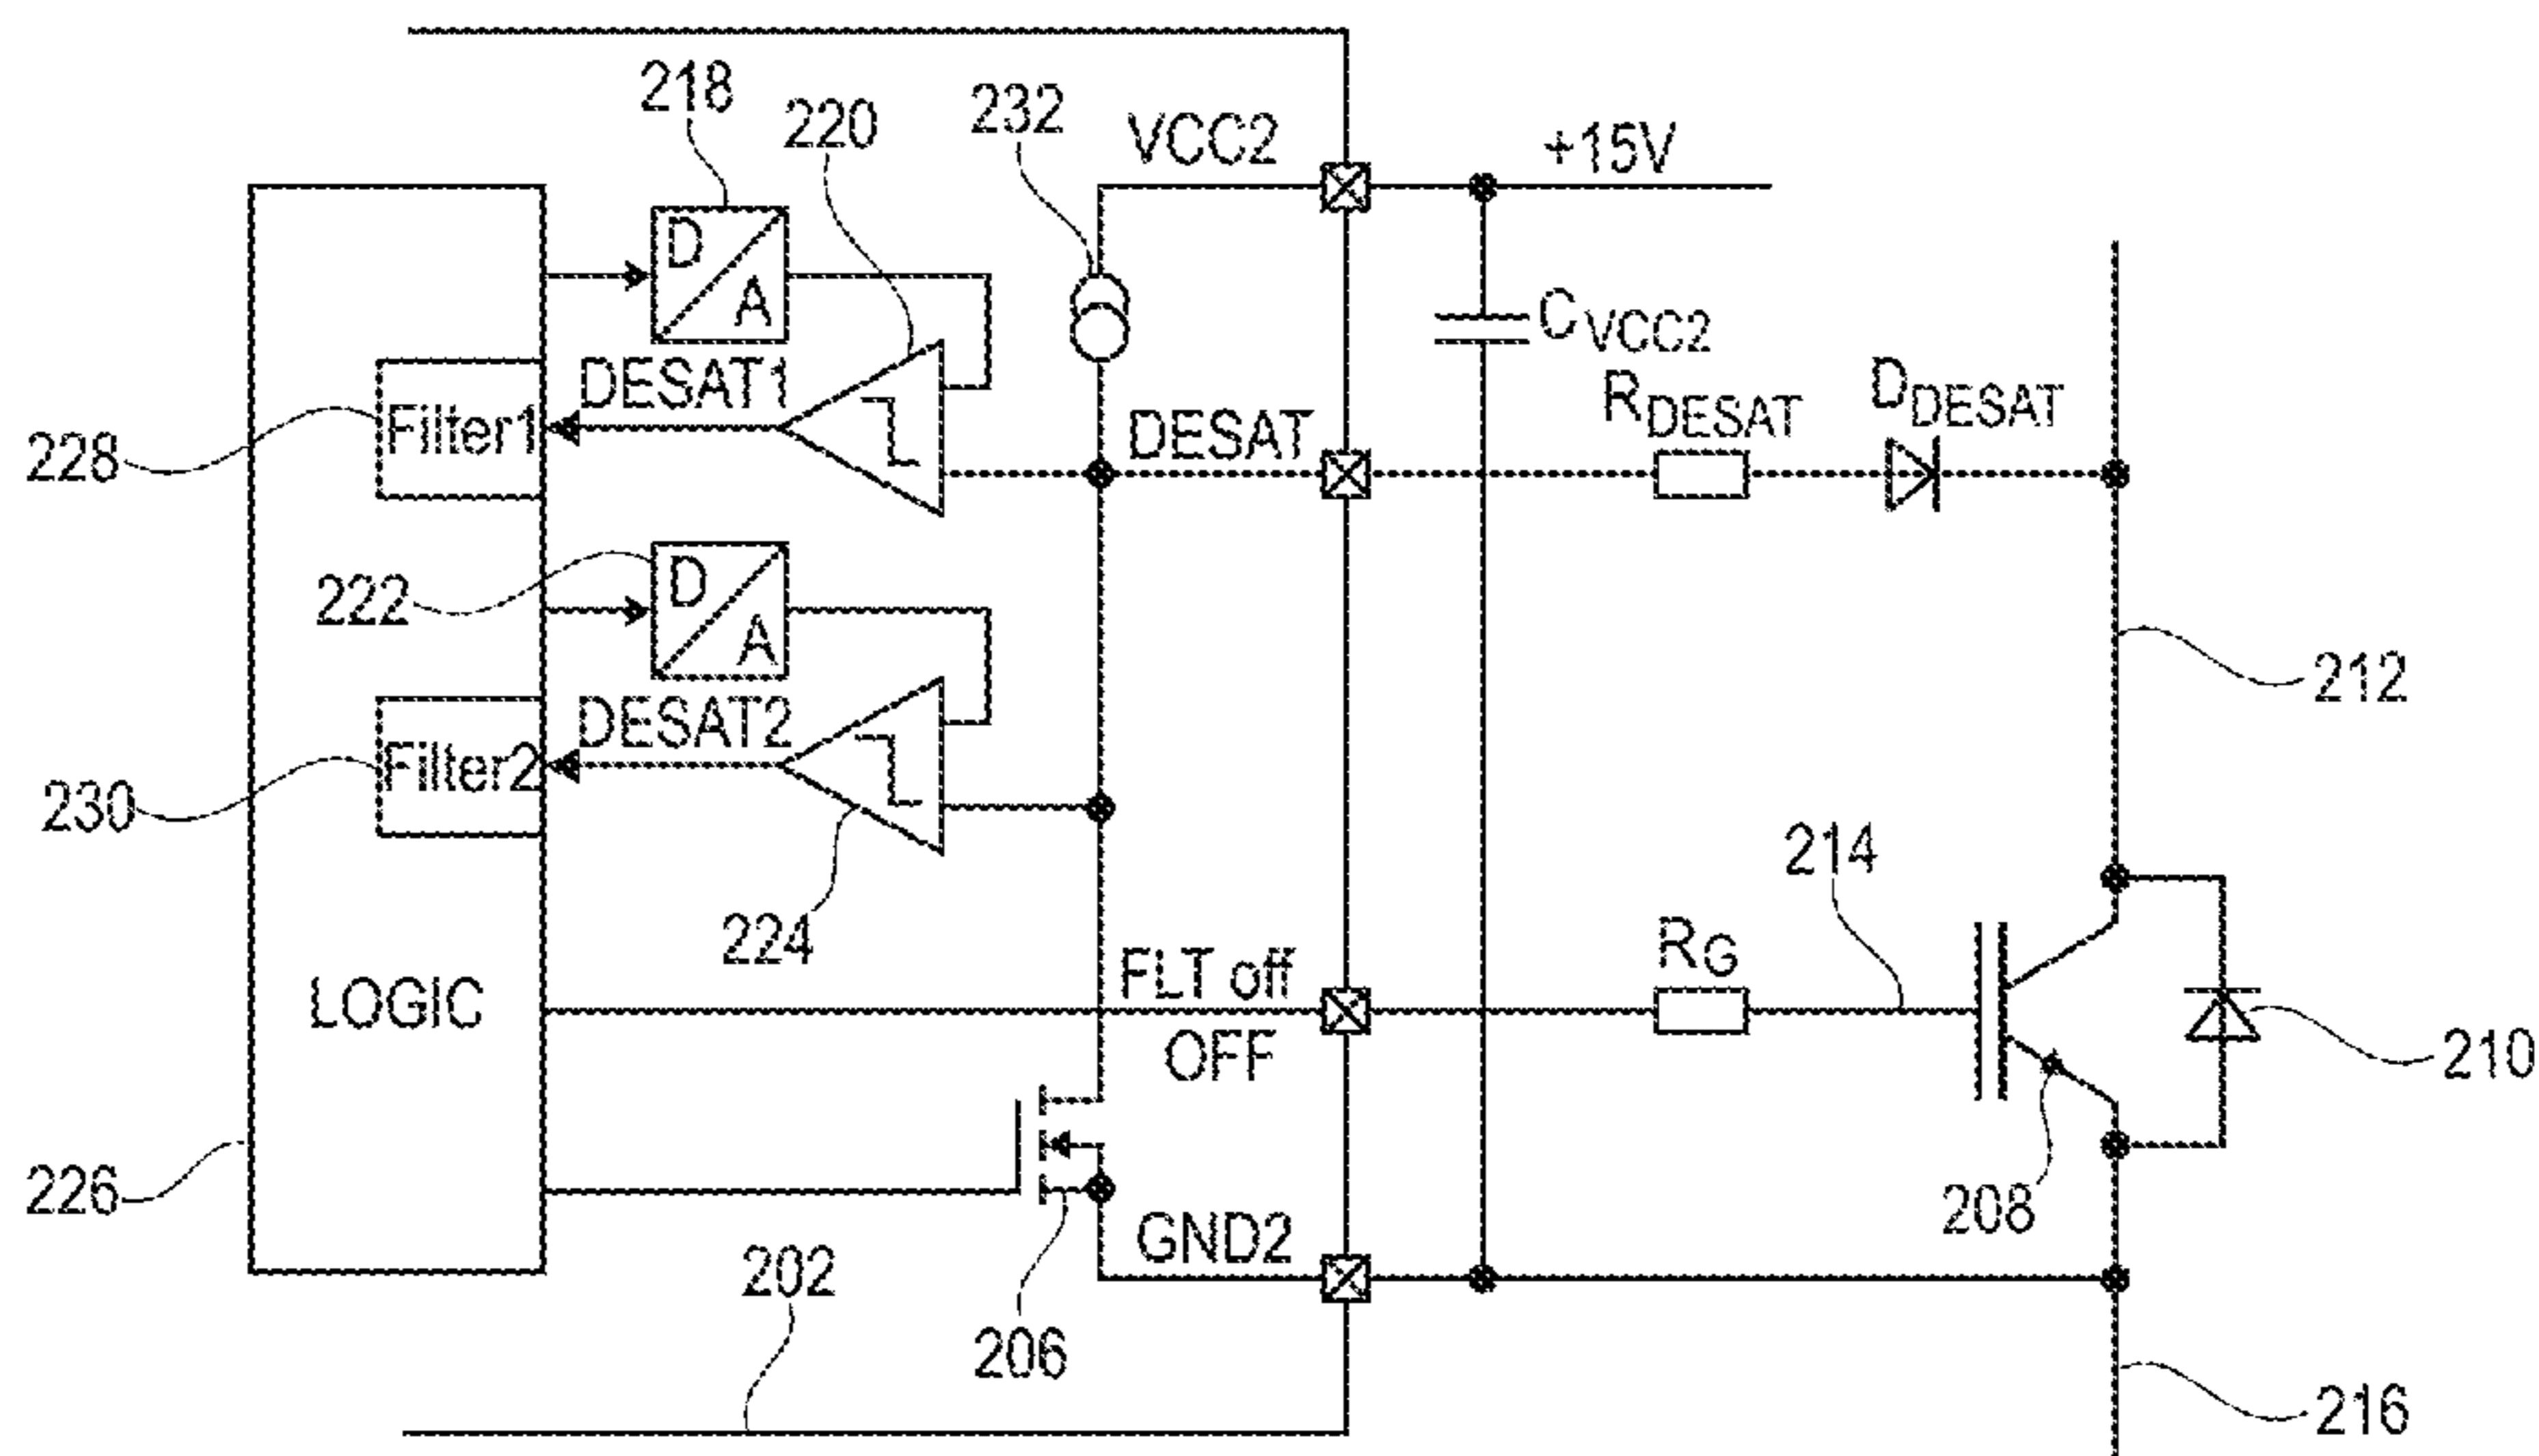 218
220
232
VCC2
+15V
D
A
CVCC2
DESAT1
Filter1
228
DESAT
RDESAT
DDESAT
222
D
A
212
DESAT2
Filter2
230
224
214
FLT off
RG
LOGIC
OFF
210
226
208
GND2
202
206
216